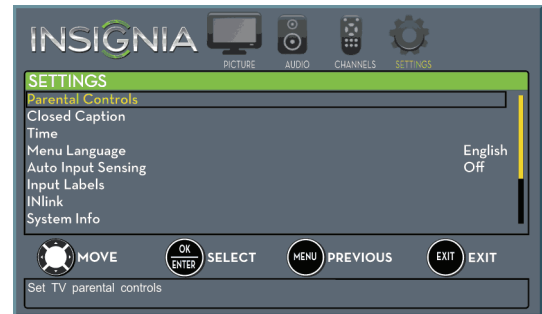 INSIGNIA
PICTURE AUDIO CHANNELS SETTINGS
SETTINGS
Parental Controls
Closed Caption
Time
Menu Language English
Auto Input Sensing Off
Input Labels
INlink
System Info
MOVE OK ENTER SELECT MENU PREVIOUS EXIT EXIT
Set TV parental controls